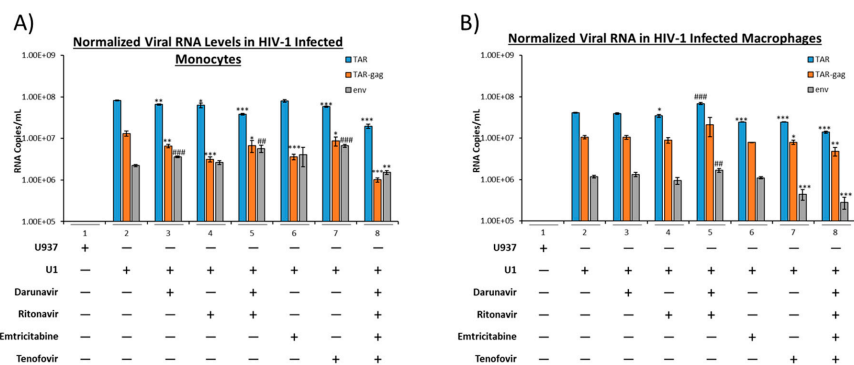 A)
Normalized Viral RNA Levels in HIV-1 Infected
Monocytes
1.00E+09
1.00E+08
1.00E+07
1.00E+06
1.00E+05
RNA Copies/mL
TAR
TAR-gag
env
** ** ###
* ***
*** * ##
***
*** * ###
*** *** **
1 2 3 4 5 6 7 8
U937 + — — — — — — —
U1 — + + + + + + +
Darunavir — — + — + — — +
Ritonavir — — — + + — — +
Emtricitabine — — — — — + — +
Tenofovir — — — — — — + +
B)
Normalized Viral RNA in HIV-1 Infected Macrophages
1.00E+09
1.00E+08
1.00E+07
1.00E+06
1.00E+05
RNA Copies/mL
TAR
TAR-gag
env
*
### ##
***
*** * ***
*** ** ***
1 2 3 4 5 6 7 8
U937 + — — — — — — —
U1 — + + + + + + +
Darunavir — — + — + — — +
Ritonavir — — — + + — — +
Emtricitabine — — — — — + — +
Tenofovir — — — — — — + +